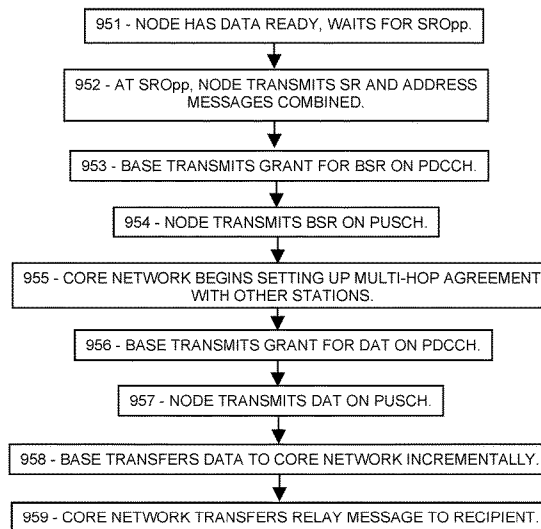 951 - NODE HAS DATA READY, WAITS FOR SROpp.
952 - AT SROpp, NODE TRANSMITS SR AND ADDRESS
MESSAGES COMBINED.
953 - BASE TRANSMITS GRANT FOR BSR ON PDCCH.
954 - NODE TRANSMITS BSR ON PUSCH.
955 - CORE NETWORK BEGINS SETTING UP MULTI-HOP AGREEMENT
WITH OTHER STATIONS.
956 - BASE TRANSMITS GRANT FOR DAT ON PDCCH.
957 - NODE TRANSMITS DAT ON PUSCH.
958 - BASE TRANSFERS DATA TO CORE NETWORK INCREMENTALLY.
959 - CORE NETWORK TRANSFERS RELAY MESSAGE TO RECIPIENT.